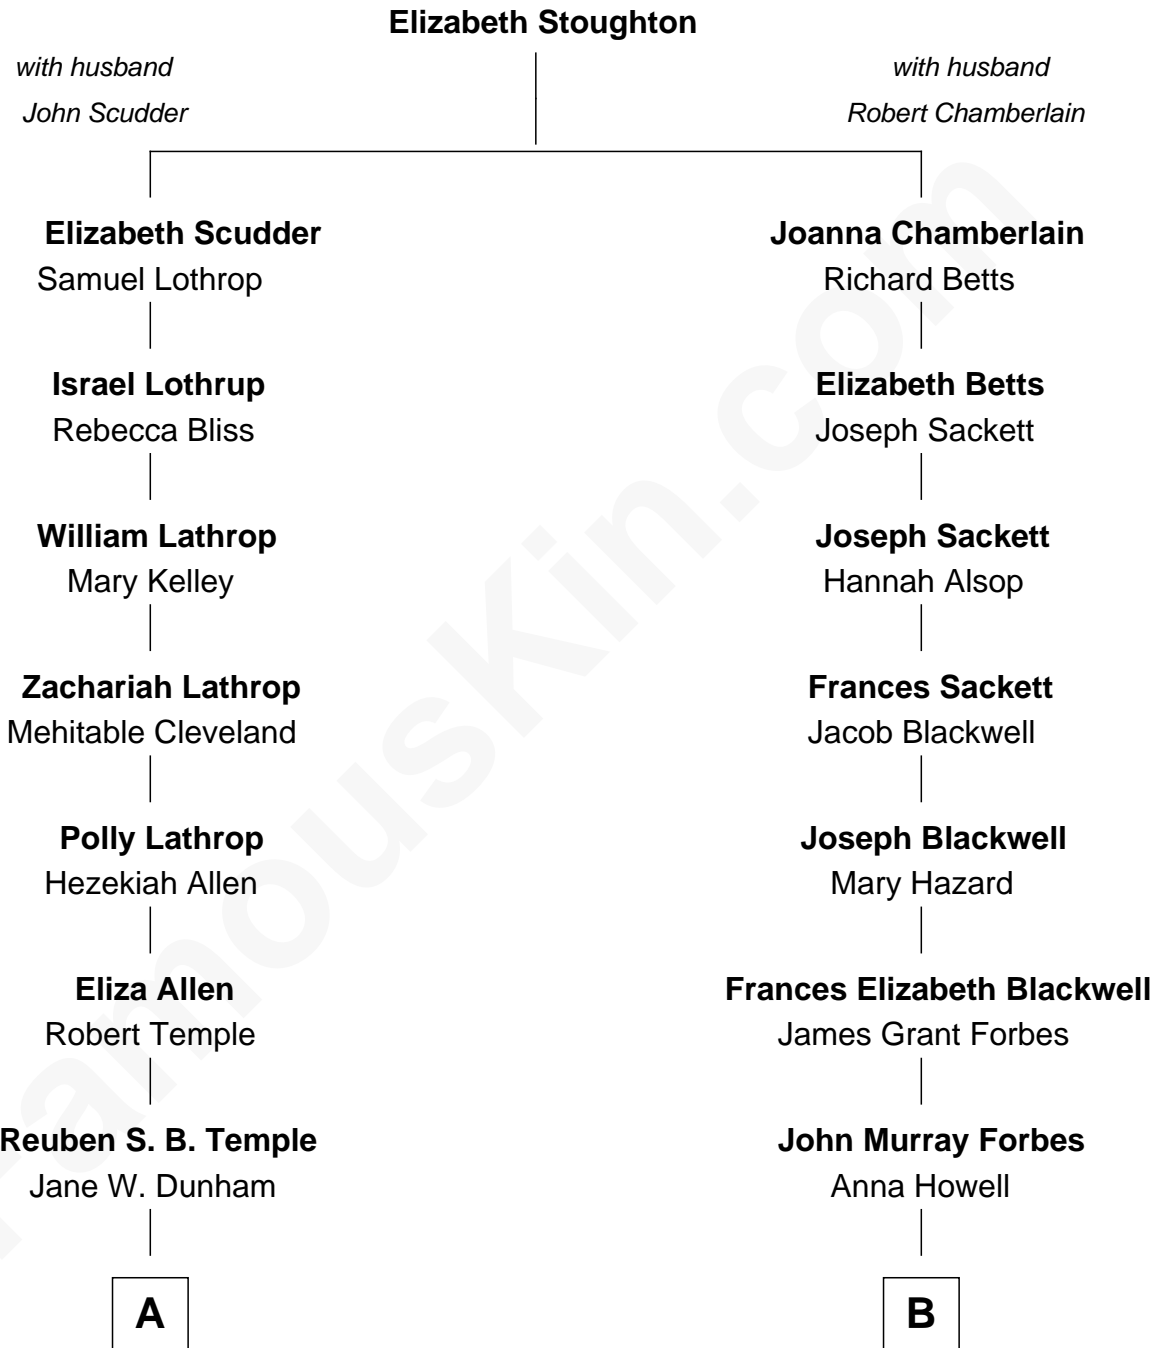 Elizabeth Stoughton
with husband
John Scudder
with husband
Robert Chamberlain
Elizabeth Scudder
Samuel Lothrop
Joanna Chamberlain
Richard Betts
Israel Lothrup
Rebecca Bliss
Elizabeth Betts
Joseph Sackett
William Lathrop
Mary Kelley
Joseph Sackett
Hannah Alsop
Zachariah Lathrop
Mehitable Cleveland
Frances Sackett
Jacob Blackwell
Polly Lathrop
Hezekiah Allen
Joseph Blackwell
Mary Hazard
Eliza Allen
Robert Temple
Frances Elizabeth Blackwell
James Grant Forbes
Reuben S. B. Temple
Jane W. Dunham
John Murray Forbes
Anna Howell
A
B
FamousKin.com